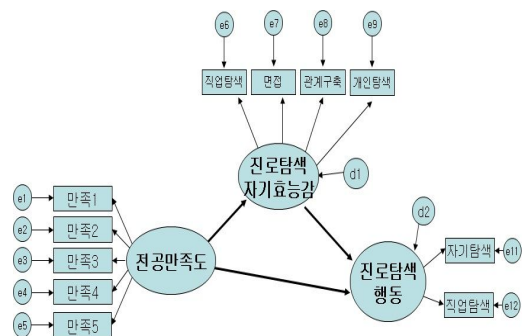 e6
e7
e8
e9
직업탐색
면접
관계구축
개인탐색
진로탐색
자기효능감
d1
e1
만족1
e2
만족2
e3
만족3
e4
만족4
e5
만족5
전공만족도
d2
진로탐색
행동
자기탐색
e11
직업탐색
e12